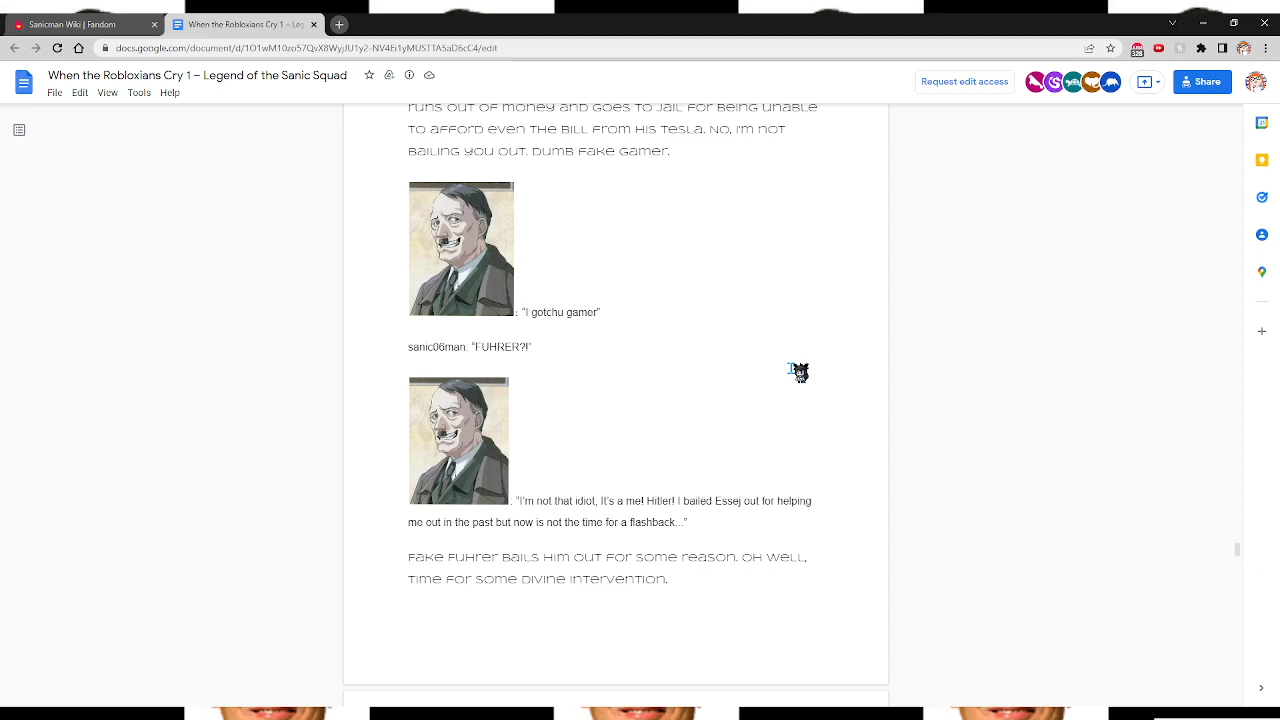 Sanicman Wiki | Fandom
When the Robloxians Cry 1 – Leg
docs.google.com/document/d/1O1wM10zo57QvX8WyjJU1y2-NV4Ei1yMUSTTA5aD6cC4/edit
When the Robloxians Cry 1 – Legend of the Sanic Squad
Request edit access
Share
File Edit View Tools Help
runs out of money and goes to jail for being unable
to afford even the bill from his Tesla. No, I'm not
bailing you out. Dumb fake gamer.
: “I gotchu gamer”
sanic06man: “FUHRER?!”
: “I'm not that idiot, It's a me! Hitler! I bailed Essej out for helping
me out in the past but now is not the time for a flashback...”
Fake Fuhrer bails him out for some reason. Oh well,
time for some divine intervention.